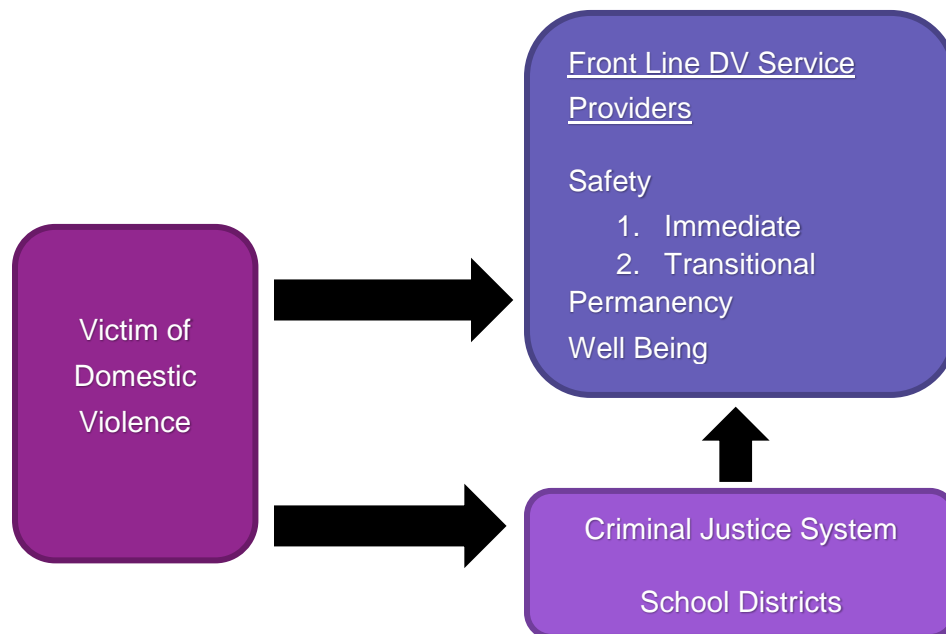 Front Line DV Service
Providers
Safety
1. Immediate
2. Transitional
Permanency
Well Being
Victim of
Domestic
Violence
Criminal Justice System
School Districts